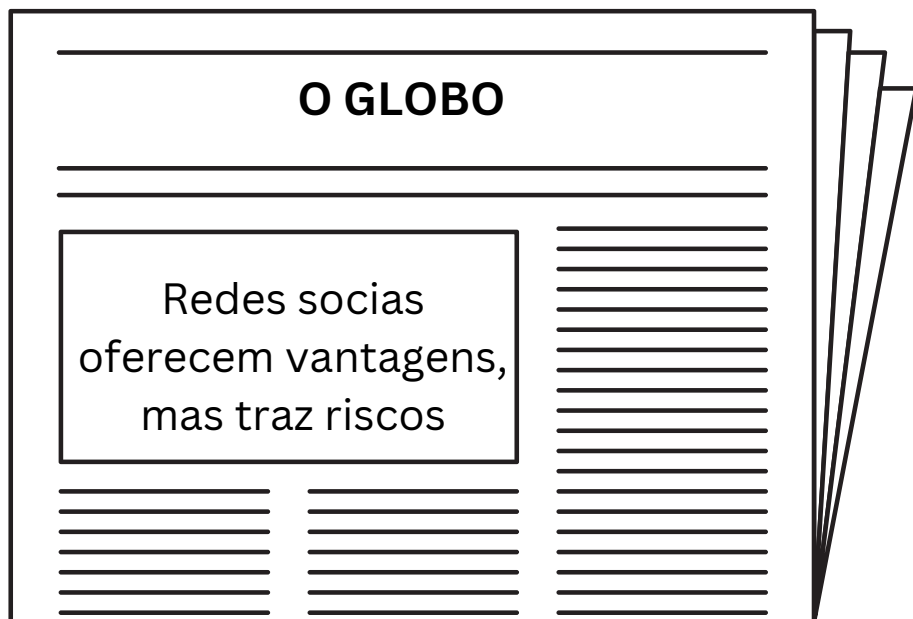 O GLOBO
Redes socias
oferecem vantagens,
mas traz riscos